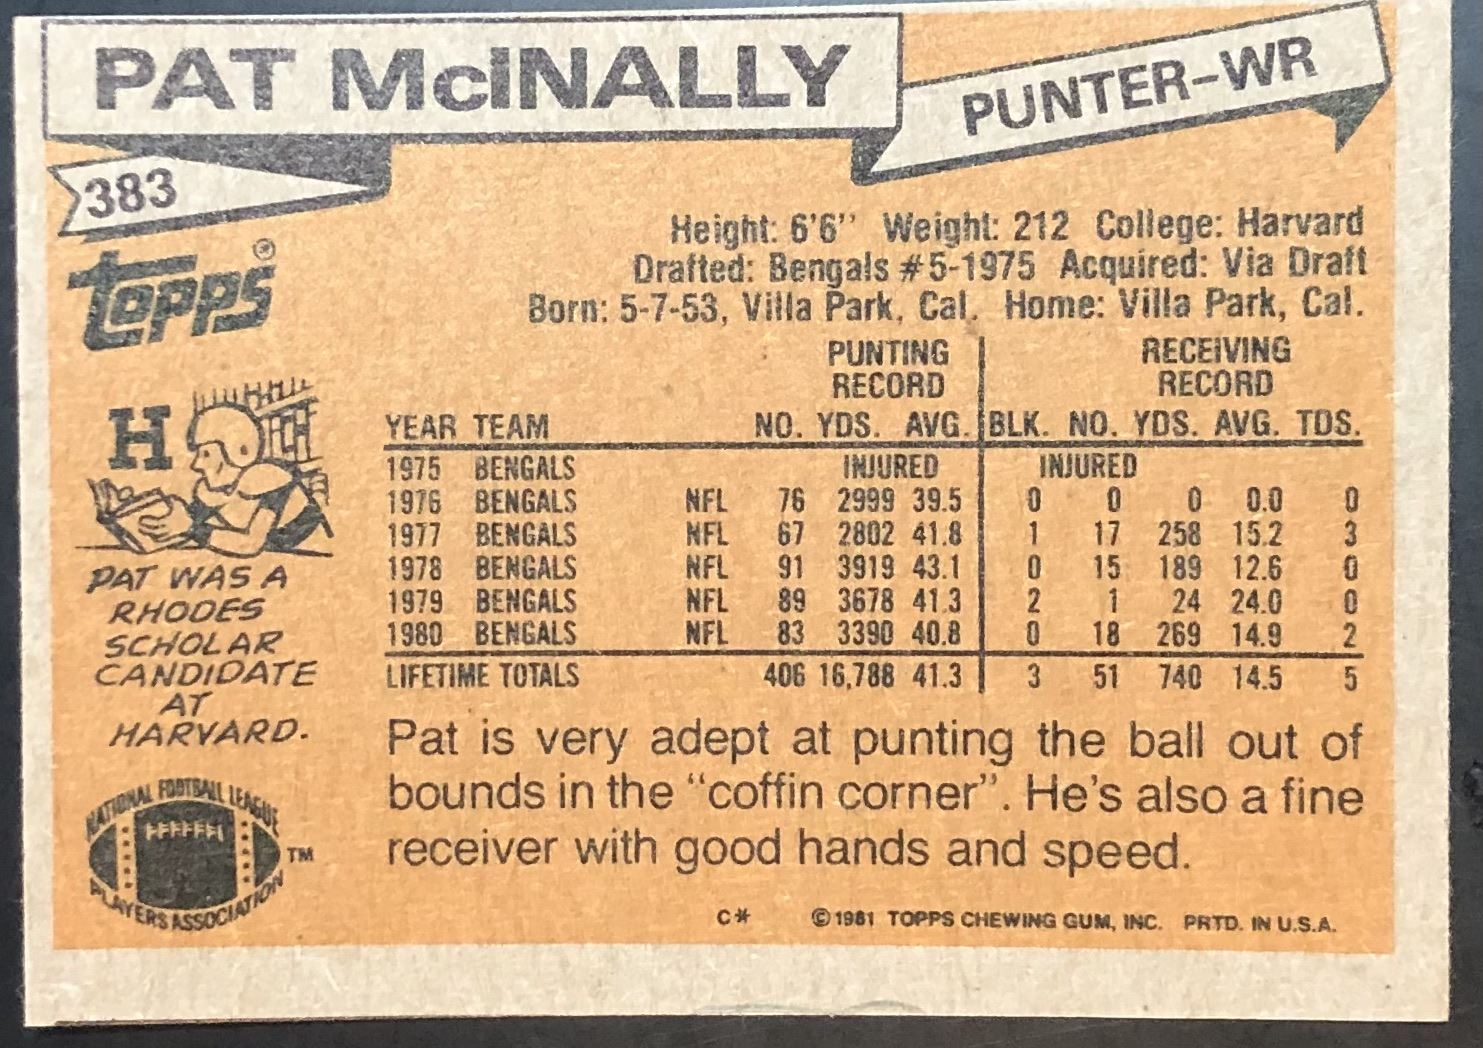 PAT McINALLY
PUNTER-WR
383
Topps®
Height: 6'6'' Weight: 212 College: Harvard
Drafted: Bengals #5-1975 Acquired: Via Draft
Born: 5-7-53, Villa Park, Cal. Home: Villa Park, Cal.
PUNTING RECEIVING
RECORD RECORD
YEAR TEAM NO. YDS. AVG. BLK. NO. YDS. AVG. TDS.
1975 BENGALS INJURED INJURED
1976 BENGALS NFL 76 2999 39.5 0 0 0 0.0 0
1977 BENGALS NFL 67 2802 41.8 1 17 258 15.2 3
1978 BENGALS NFL 91 3919 43.1 0 15 189 12.6 0
1979 BENGALS NFL 89 3678 41.3 2 1 24 24.0 0
1980 BENGALS NFL 83 3390 40.8 0 18 269 14.9 2
LIFETIME TOTALS 406 16,788 41.3 3 51 740 14.5 5
H
PAT WAS A
RHODES
SCHOLAR
CANDIDATE
AT
HARVARD.
Pat is very adept at punting the ball out of
bounds in the "coffin corner". He's also a fine
receiver with good hands and speed.
NATIONAL FOOTBALL LEAGUE
PLAYERS ASSOCIATION
TM
C* ©1981 TOPPS CHEWING GUM, INC. PRTD. IN U.S.A.